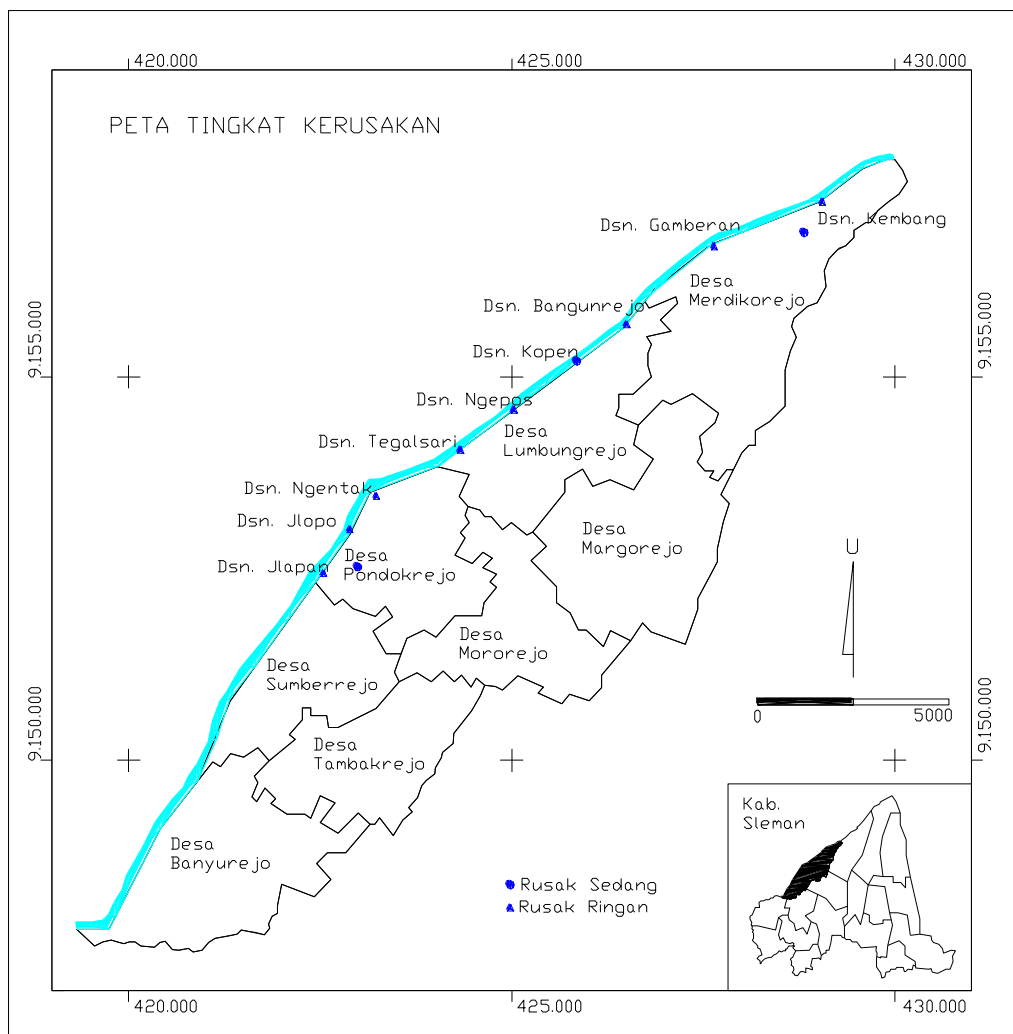 420.000
425.000
430.000
PETA TINGKAT KERUSAKAN
Dsn. Kembang
Dsn. Gamberan
Desa
Merdikorejo
Dsn. Bangunrejo
9.155.000
9.155.000
Dsn. Kopen
Dsn. Ngepos
Desa
Lumbungrejo
Dsn. Tegalsari
Dsn. Ngentak
Dsn. Jlopo
Desa
Margorejo
U
Desa
Pondokrejo
Dsn. Jlapan
Desa
Mororejo
Desa
Sumberrejo
9.150.000
9.150.000
0
5000
Desa
Tambakrejo
Kab.
Sleman
Desa
Banyurejo
Rusak Sedang
Rusak Ringan
420.000
425.000
430.000